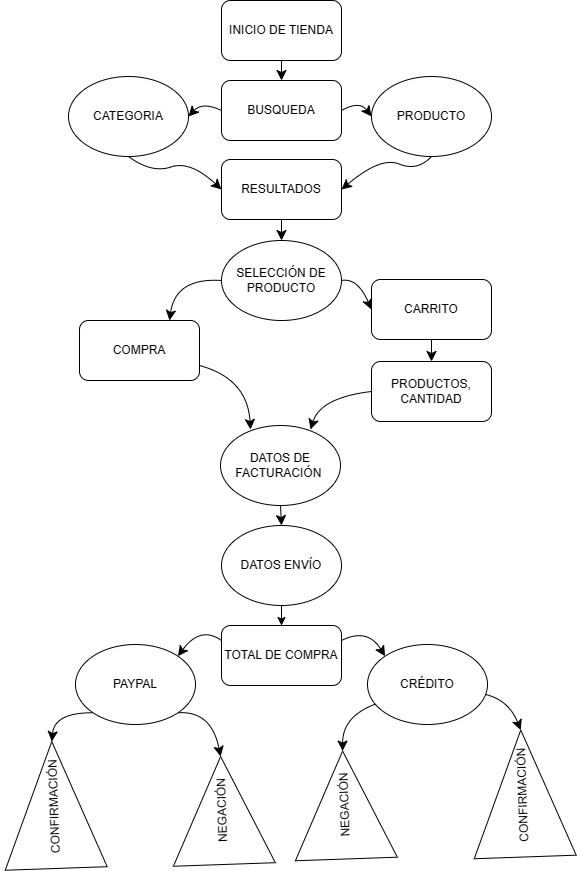 INICIO DE TIENDA
CATEGORIA
BUSQUEDA
PRODUCTO
RESULTADOS
SELECCIÓN DE
PRODUCTO
CARRITO
COMPRA
PRODUCTOS,
CANTIDAD
DATOS DE
FACTURACIÓN
DATOS ENVÍO
TOTAL DE COMPRA
PAYPAL
CRÉDITO
CONFIRMACIÓN
NEGACIÓN
NEGACIÓN
CONFIRMACIÓN